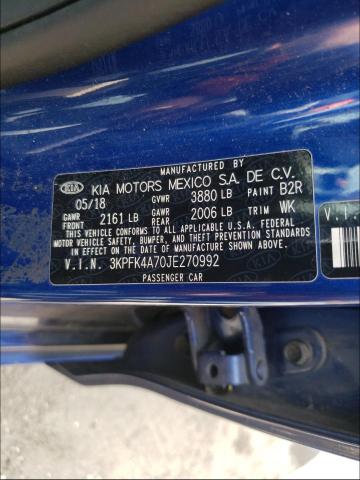 MANUFACTURED BY
KIA KIA MOTORS MEXICO S.A. DE C.V.
05/18 GVWR 3880 LB PAINT B2R
GAWR FRONT 2161 LB GAWR REAR 2006 LB TRIM WK
THIS VEHICLE CONFORMS TO ALL APPLICABLE U.S. FEDERAL
MOTOR VEHICLE SAFETY, BUMPER, AND THEFT PREVENTION STANDARDS
IN EFFECT ON THE DATE OF MANUFACTURE SHOWN ABOVE.
V.I.N. 3KPFK4A70JE270992
PASSENGER CAR
V.I